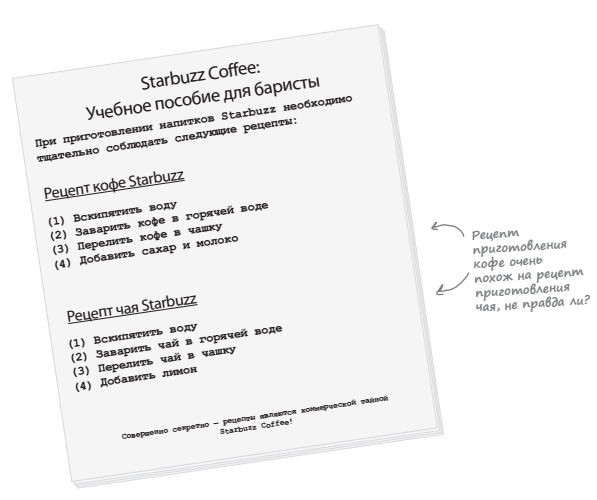 Starbuzz Coffee:
Учебное пособие для баристы
При приготовлении напитков Starbuzz необходимо
тщательно соблюдать следующие рецепты:
Рецепт кофе Starbuzz
(1) Вскипятить воду
(2) Заварить кофе в горячей воде
(3) Перелить кофе в чашку
(4) Добавить сахар и молоко
Рецепт чая Starbuzz
(1) Вскипятить воду
(2) Заварить чай в горячей воде
(3) Перелить чай в чашку
(4) Добавить лимон
Совершенно секретно — рецепты являются коммерческой тайной
Starbuzz Coffee!
Рецепт
приготовления
кофе очень
похож на рецепт
приготовления
чая, не правда ли?